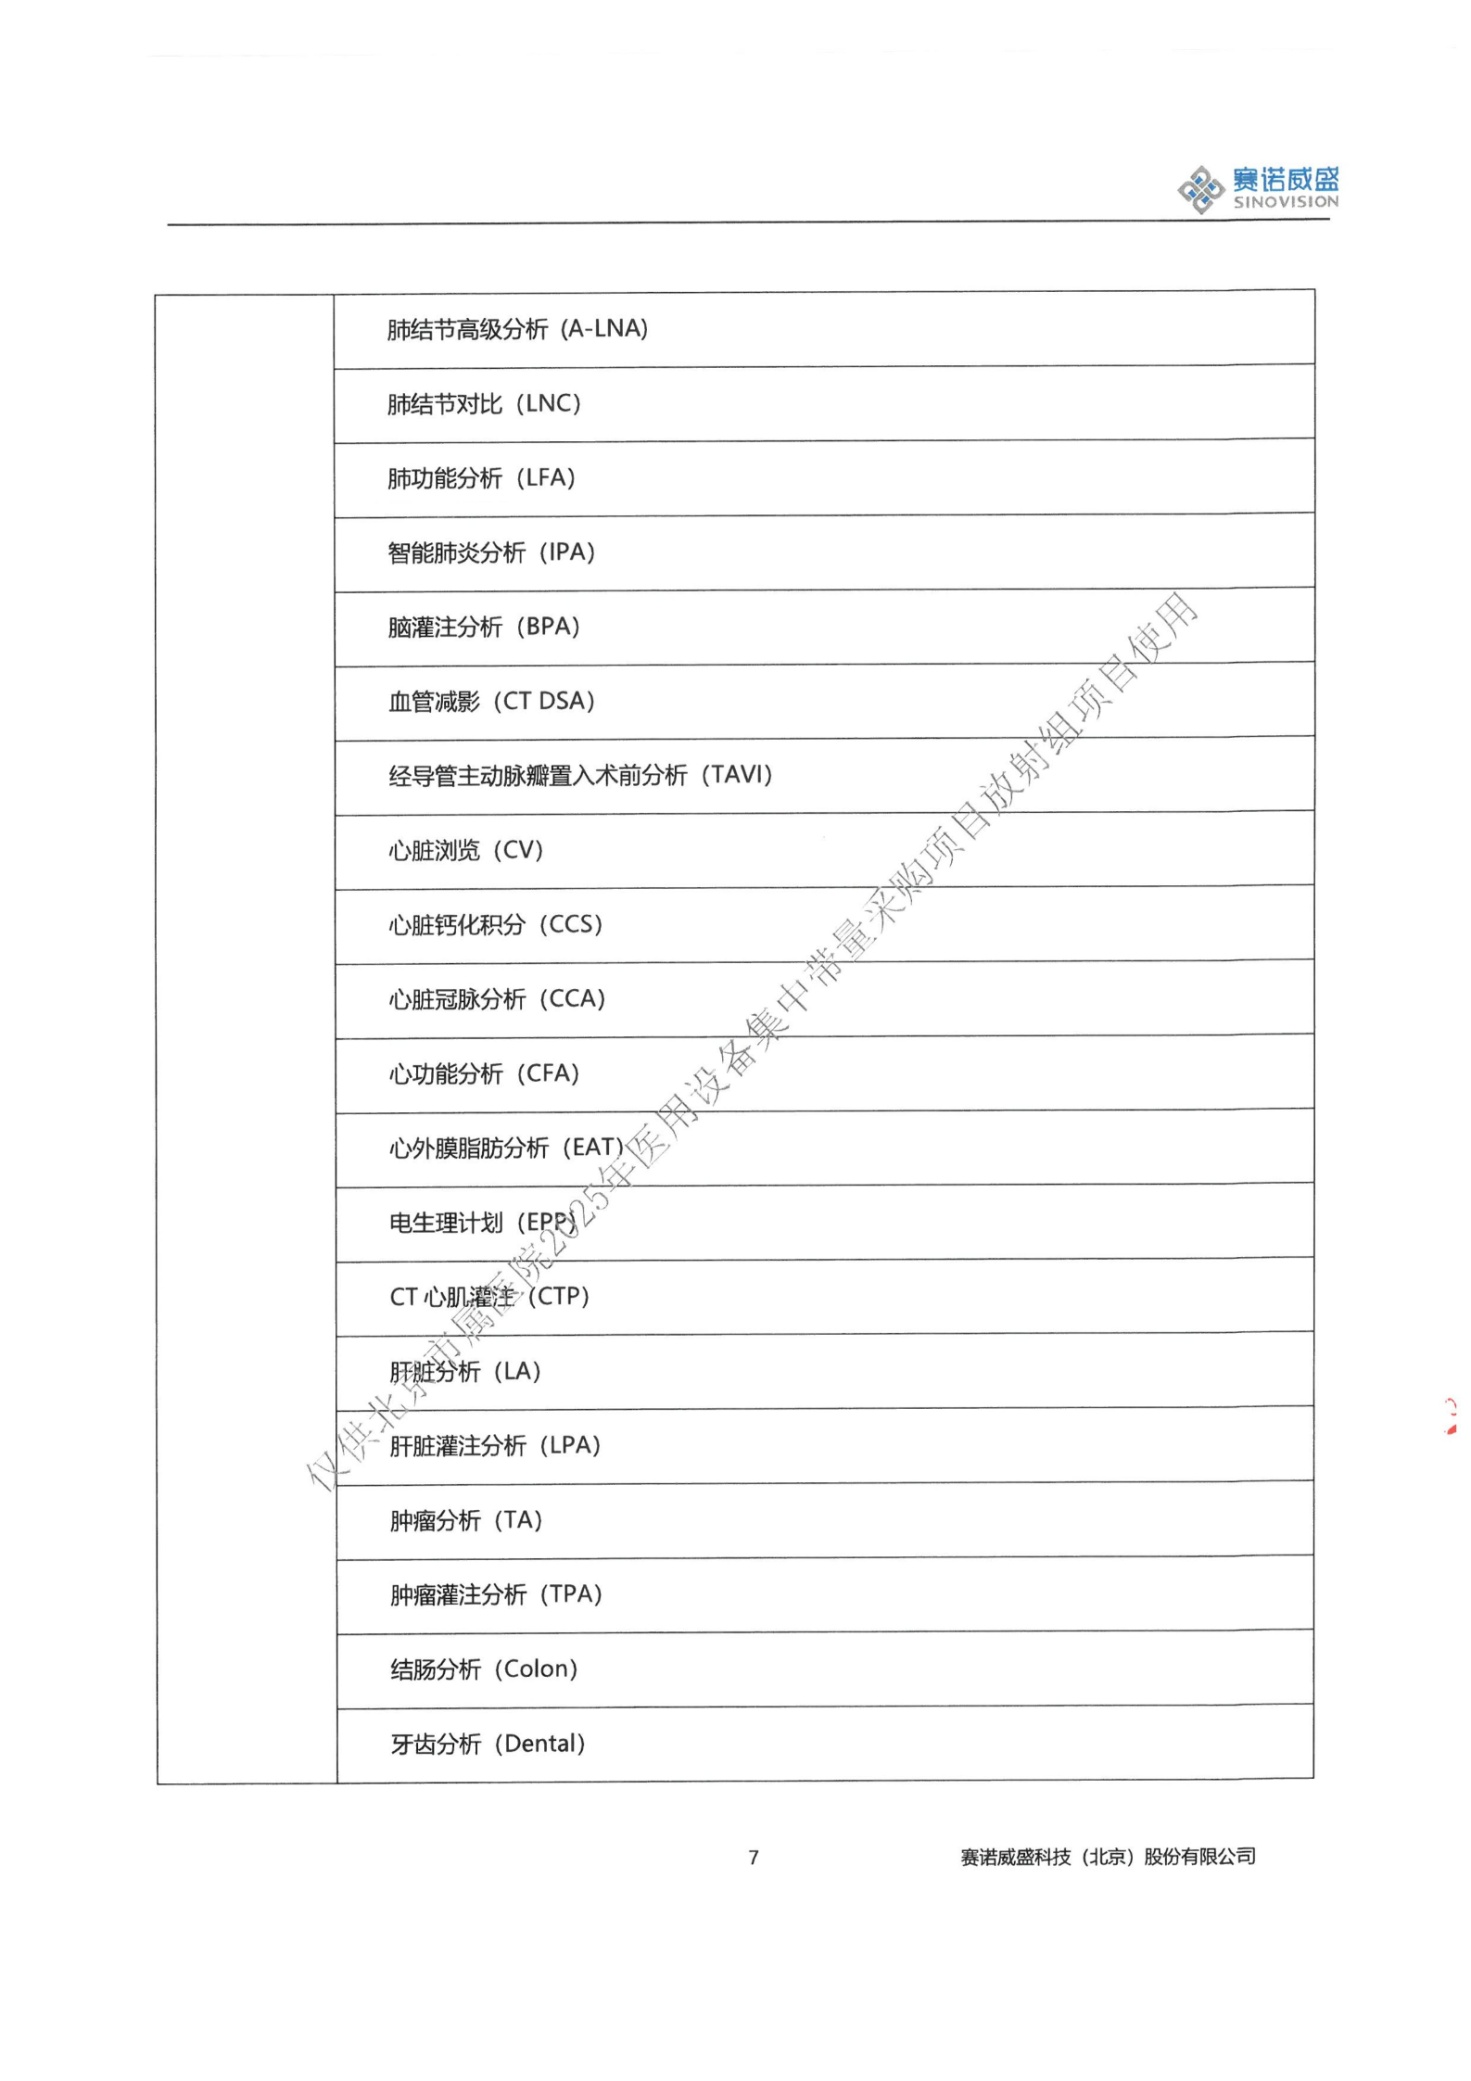 赛诺威盛
SINOVISION
肺结节高级分析 (A-LNA)
肺结节对比（LNC）
肺功能分析（LFA）
智能肺炎分析（IPA）
脑灌注分析（BPA）
血管减影（CT DSA）
经导管主动脉瓣置入术前分析（TAVI）
心脏浏览（CV）
心脏钙化积分（CCS）
心脏冠脉分析（CCA）
心功能分析（CFA）
心外膜脂肪分析（EAT）
电生理计划（EPP）
CT 心肌灌注（CTP）
肝脏分析（LA）
肝脏灌注分析（LPA）
肿瘤分析（TA）
肿瘤灌注分析（TPA）
结肠分析（Colon）
牙齿分析（Dental）
仅供北京市属医院2025年医用设备集中带量采购项目放射组项目使用
7
赛诺威盛科技（北京）股份有限公司